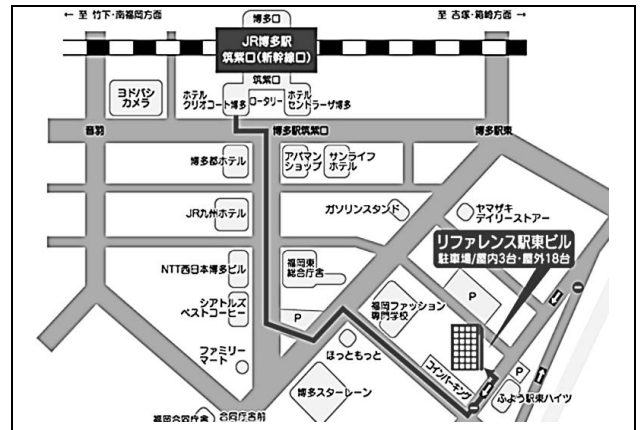 ← 至 竹下・南福岡方面
至 吉塚・箱崎方面 →
博多口
JR博多駅
筑紫口(新幹線口)
筑紫口
ヨドバシ
カメラ
ホテル
クリオコート博多
ロータリー
ホテル
セントラーザ博多
音羽
博多駅筑紫口
博多駅東
博多都ホテル
アパマン
ショップ
サンライフ
ホテル
JR九州ホテル
ガソリンスタンド
ヤマザキ
デイリーストアー
リファレンス駅東ビル
駐車場/屋内3台・屋外18台
NTT西日本博多ビル
福岡東
総合庁舎
シアトルズ
ベストコーヒー
P
福岡ファッション
専門学校
P
ファミリー
マート
ほっともっと
コインパーキング
P
博多スターレーン
ふよう駅東ハイツ
福岡合同庁舎
合同庁舎前